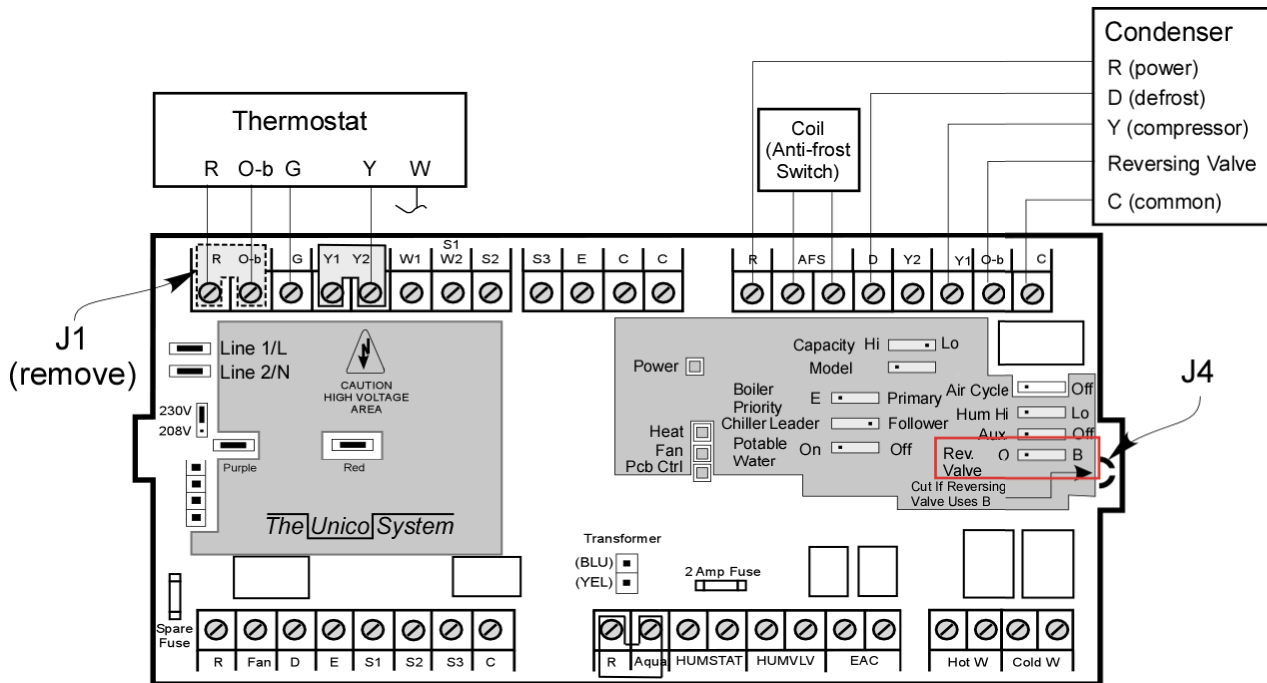 Condenser
R (power)
D (defrost)
Y (compressor)
Reversing Valve
C (common)
Thermostat
R O-b G Y W
Coil
(Anti-frost
Switch)
S1
R O-b G Y1 Y2 W1 W2 S2 S3 E C C R AFS D Y2 Y1 O-b C
J1
(remove)
Line 1/L
Line 2/N
CAUTION
HIGH VOLTAGE
AREA
230V
208V
Purple
Red
The Unico System
Power
Heat
Fan
Pcb Ctrl
Capacity Hi Lo
Model
Boiler
Priority E Primary
Chiller Leader Follower
Potable
Water On Off
Air Cycle Off
Hum Hi Lo
Aux Off
Rev.
Valve O B
Cut If Reversing
Valve Uses B
J4
Transformer
(BLU)
(YEL)
2 Amp Fuse
Spare
Fuse
R Fan D E S1 S2 S3 C R Aqua HUMSTAT HUMVLV EAC Hot W Cold W